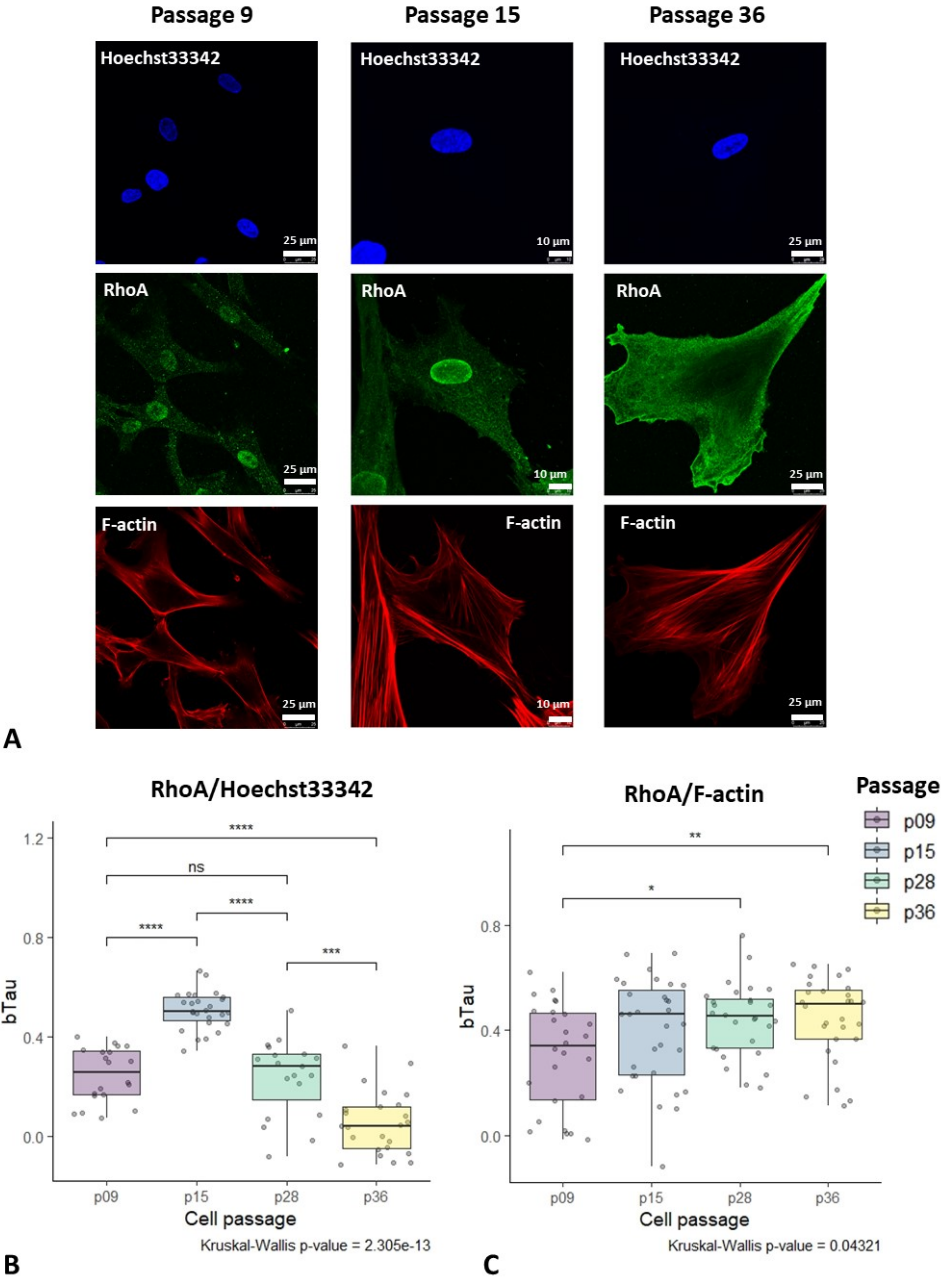 Passage 9 Passage 15 Passage 36
Hoechst33342 Hoechst33342 Hoechst33342
25 µm 10 µm 25 µm
RhoA RhoA RhoA
25 µm 10 µm 25 µm
F-actin F-actin F-actin
25 µm 10 µm 25 µm
A
RhoA/Hoechst33342
1.2
0.8
0.4
0.0
bTau
****
ns
****
****
***
p09 p15 p28 p36
Cell passage
Kruskal-Wallis p-value = 2.305e-13
B
RhoA/F-actin
0.8
0.4
0.0
bTau
**
*
p09 p15 p28 p36
Cell passage
Kruskal-Wallis p-value = 0.04321
C
Passage
p09
p15
p28
p36